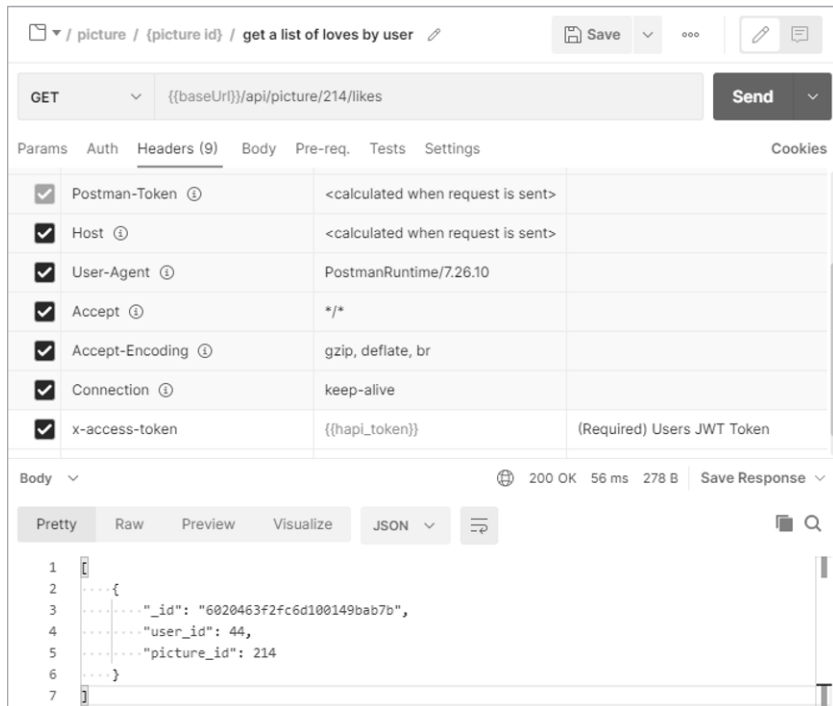 / picture / {picture id} / get a list of loves by user Save ooo
GET {{baseUrl}}/api/picture/214/likes Send
Params Auth Headers (9) Body Pre-req. Tests Settings Cookies
Postman-Token <calculated when request is sent>
Host <calculated when request is sent>
User-Agent PostmanRuntime/7.26.10
Accept */*
Accept-Encoding gzip, deflate, br
Connection keep-alive
x-access-token {{hapi_token}} (Required) Users JWT Token
Body 200 OK 56 ms 278 B Save Response
Pretty Raw Preview Visualize JSON
1 [
2 {
3 "_id": "6020463f2fc6d100149bab7b",
4 "user_id": 44,
5 "picture_id": 214
6 }
7 ]